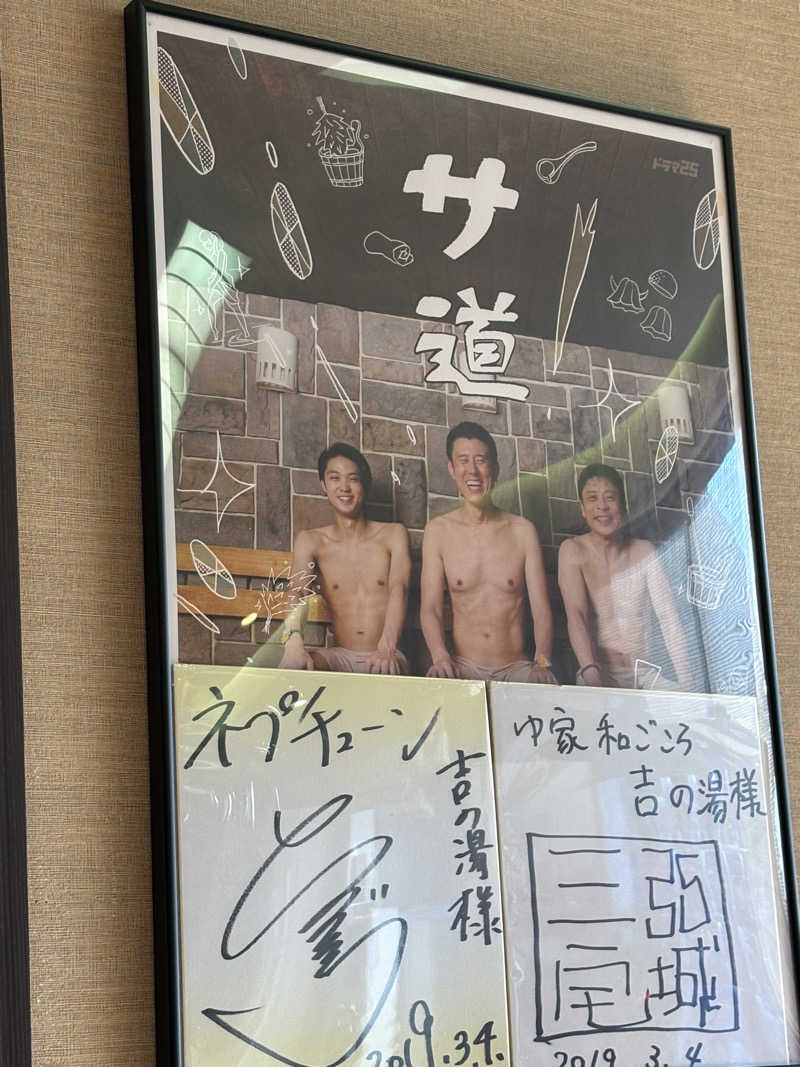 ドラマ25
サ道
ネプチューン
吉の湯様
2019.3.4.
ゆ家 和ごころ
吉の湯様
三宅
弘城
2019.3.4